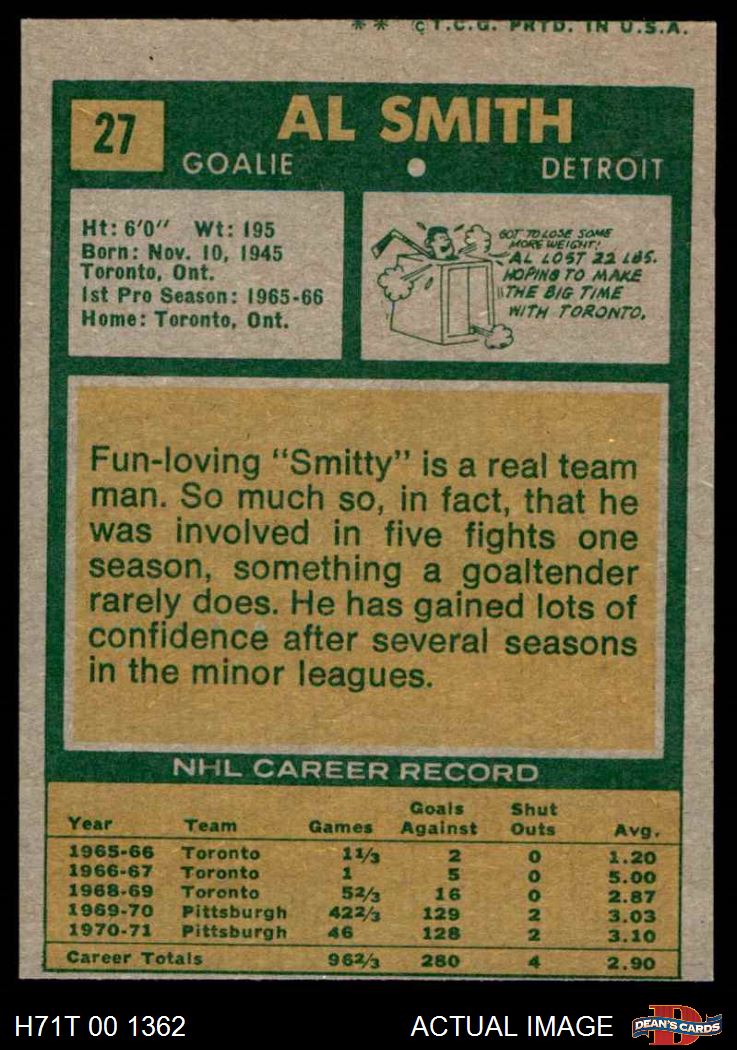 ** © T.C.G. PRTD. IN U.S.A.
27
AL SMITH
GOALIE
DETROIT
Ht: 6'0" Wt: 195
Born: Nov. 10, 1945
Toronto, Ont.
1st Pro Season: 1965-66
Home: Toronto, Ont.
GOT TO LOSE SOME
MORE WEIGHT!
AL LOST 22 LBS.
HOPING TO MAKE
THE BIG TIME
WITH TORONTO.
Fun-loving "Smitty" is a real team
man. So much so, in fact, that he
was involved in five fights one
season, something a goaltender
rarely does. He has gained lots of
confidence after several seasons
in the minor leagues.
NHL CAREER RECORD
Year Team Games Goals Against Shut Outs Avg.
1965-66 Toronto 11/3 2 0 1.20
1966-67 Toronto 1 5 0 5.00
1968-69 Toronto 52/3 16 0 2.87
1969-70 Pittsburgh 422/3 129 2 3.03
1970-71 Pittsburgh 46 128 2 3.10
Career Totals 962/3 280 4 2.90
H71T 00 1362 ACTUAL IMAGE
DEAN'S CARDS